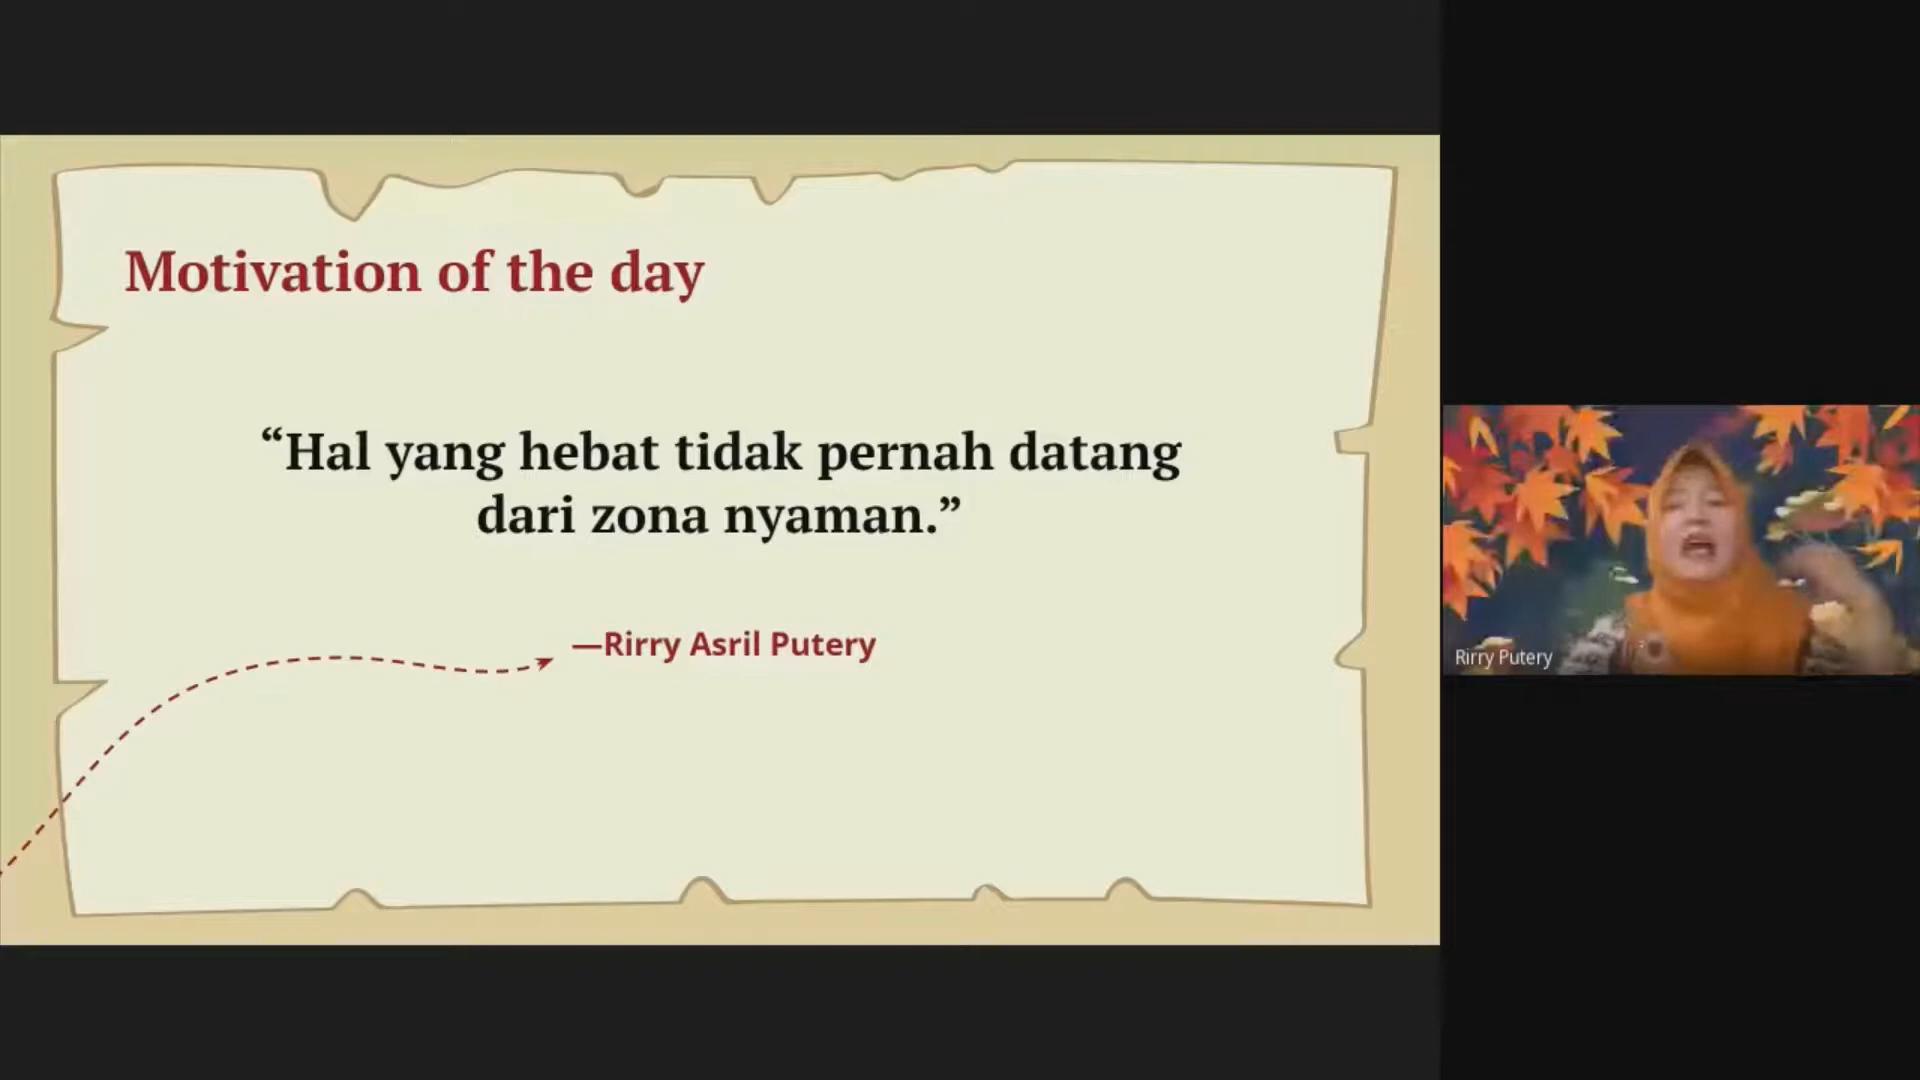 Motivation of the day
“Hal yang hebat tidak pernah datang
dari zona nyaman.”
—Rirry Asril Putery
Rirry Putery